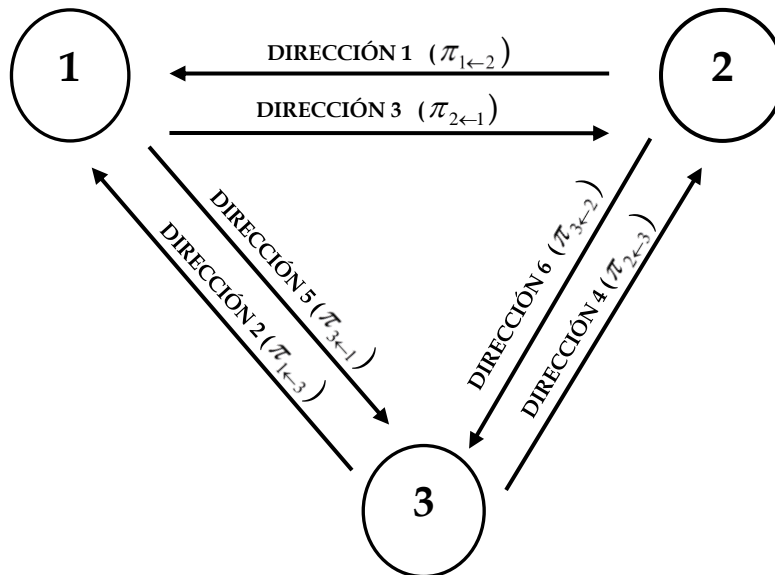 1
DIRECCIÓN 1 (π₁←₂)
2
DIRECCIÓN 3 (π₂←₁)
DIRECCIÓN 5 (π₃←₁)
DIRECCIÓN 2 (π₁←₃)
DIRECCIÓN 6 (π₃←₂)
DIRECCIÓN 4 (π₂←₃)
3